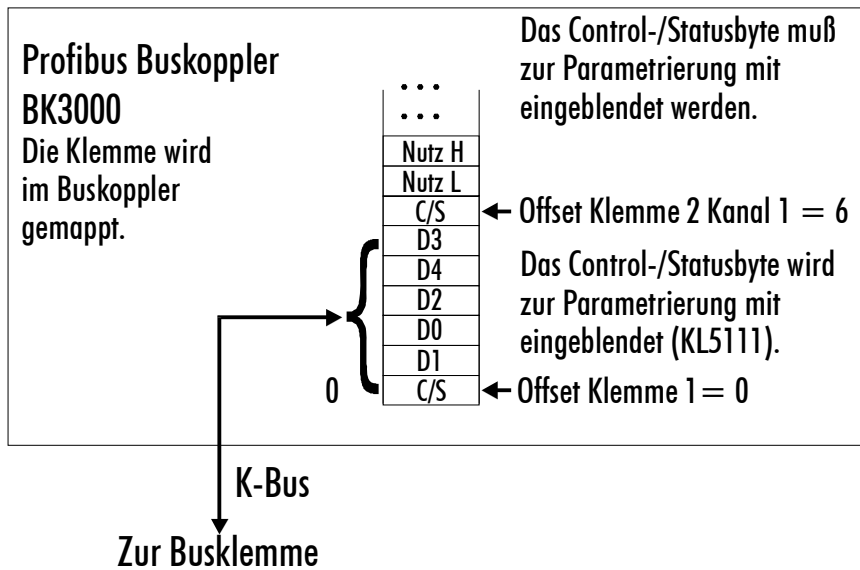 Profibus Buskoppler
BK3000
Die Klemme wird
im Buskoppler
gemappt.
Das Control-/Statusbyte muß
zur Parametrierung mit
eingeblendet werden.
...
...
Nutz H
Nutz L
C/S
Offset Klemme 2 Kanal 1 = 6
D3
D4
D2
D0
D1
C/S
Das Control-/Statusbyte wird
zur Parametrierung mit
eingeblendet (KL5111).
0
Offset Klemme 1= 0
K-Bus
Zur Busklemme